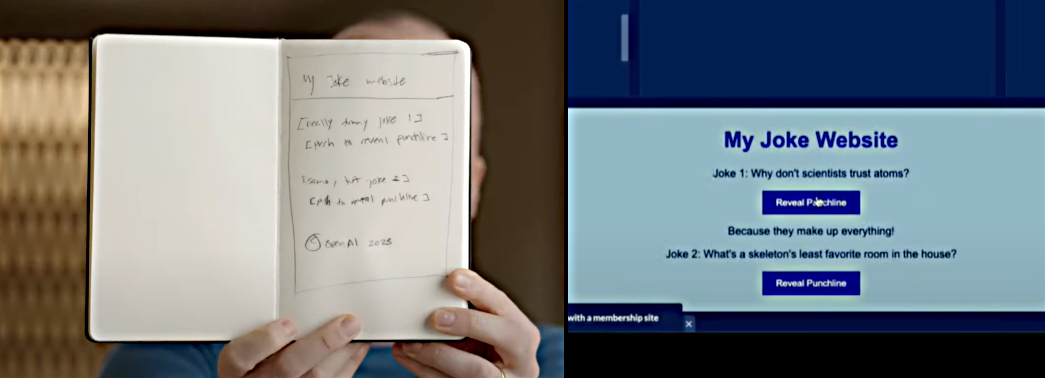 My Joke Website
[really funny joke 1]
[push to reveal punchline]
[same, but joke 2]
[push to reveal punchline]
© OpenAI 2023
My Joke Website
Joke 1: Why don't scientists trust atoms?
Reveal Punchline
Because they make up everything!
Joke 2: What's a skeleton's least favorite room in the house?
Reveal Punchline
with a membership site